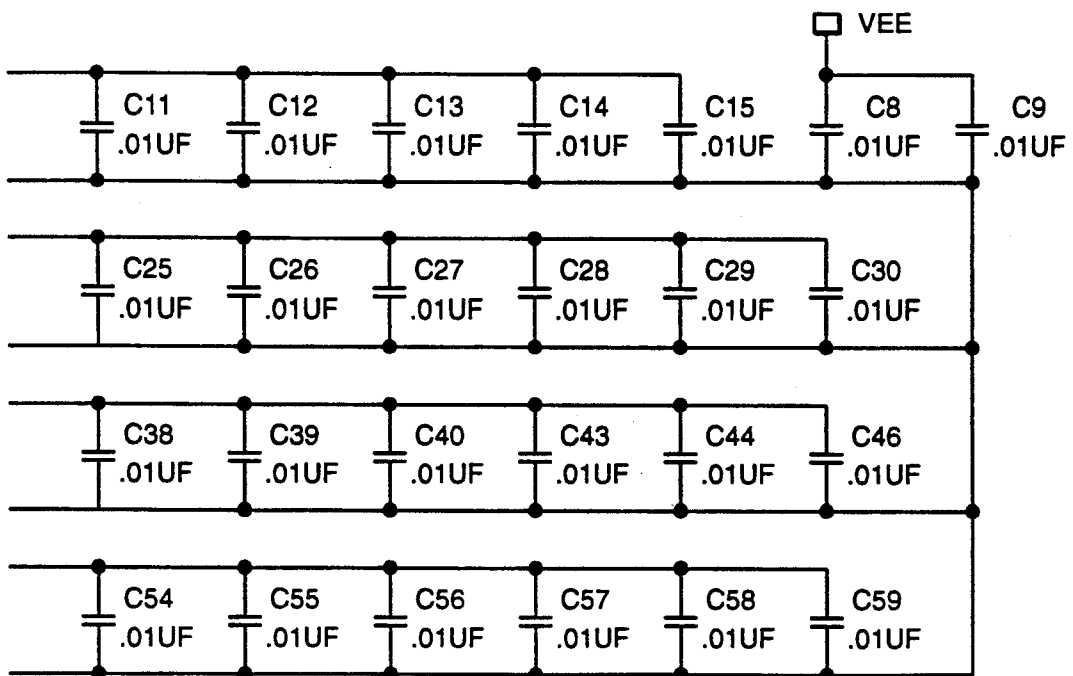 VEE
C11 C12 C13 C14 C15 C8 C9
.01UF .01UF .01UF .01UF .01UF .01UF .01UF
C25 C26 C27 C28 C29 C30
.01UF .01UF .01UF .01UF .01UF .01UF
C38 C39 C40 C43 C44 C46
.01UF .01UF .01UF .01UF .01UF .01UF
C54 C55 C56 C57 C58 C59
.01UF .01UF .01UF .01UF .01UF .01UF